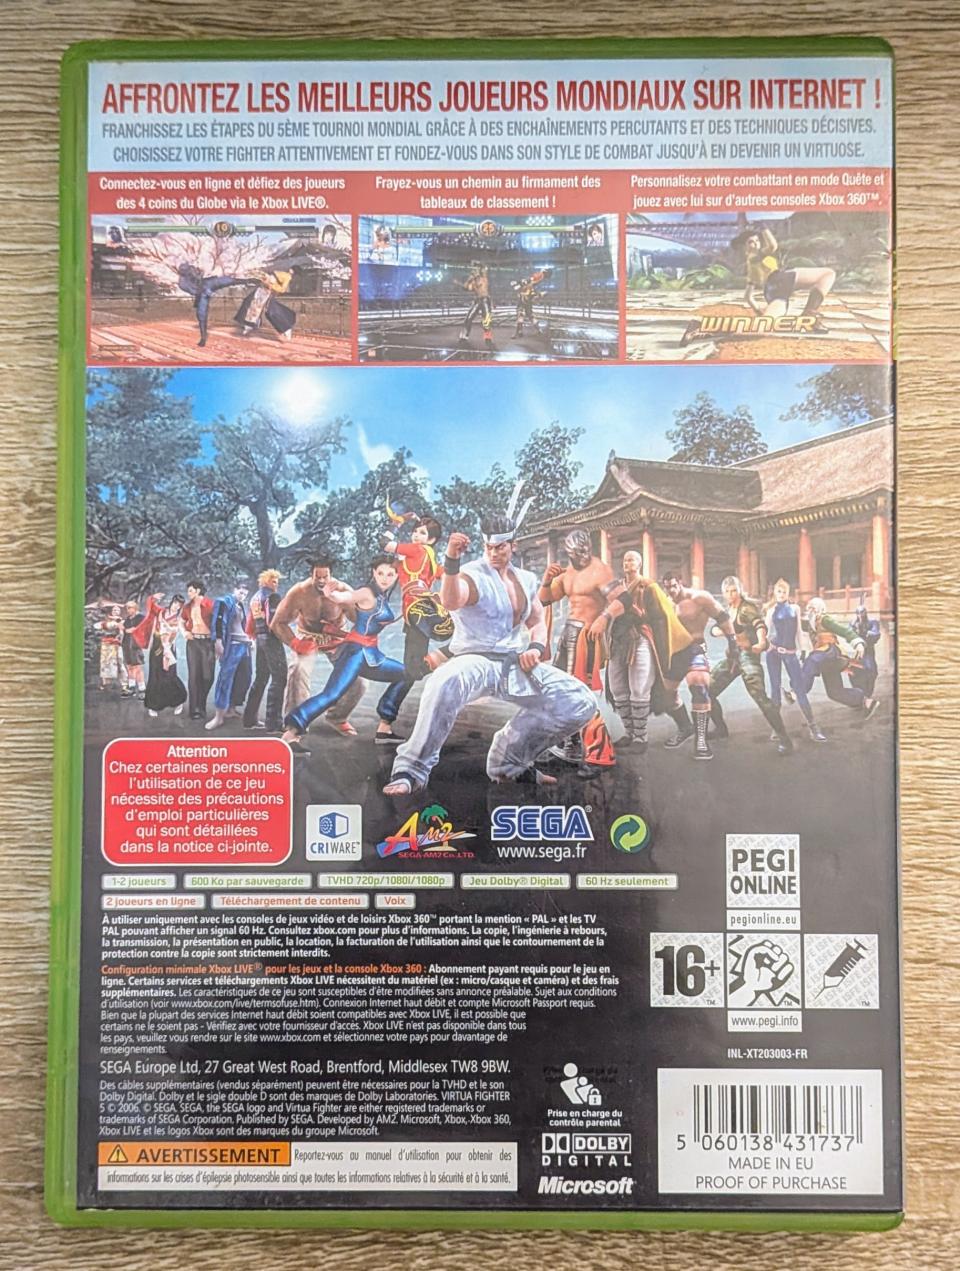 AFFRONTEZ LES MEILLEURS JOUEURS MONDIAUX SUR INTERNET !
FRANCHISSEZ LES ÉTAPES DU 5ÈME TOURNOI MONDIAL GRÂCE À DES ENCHAÎNEMENTS PERCUTANTS ET DES TECHNIQUES DÉCISIVES.
CHOISISSEZ VOTRE FIGHTER ATTENTIVEMENT ET FONDEZ-VOUS DANS SON STYLE DE COMBAT JUSQU'À EN DEVENIR UN VIRTUOSE.
Connectez-vous en ligne et défiez des joueurs
des 4 coins du Globe via le Xbox LIVE®.
Frayez-vous un chemin au firmament des
tableaux de classement !
Personnalisez votre combattant en mode Quête et
jouez avec lui sur d'autres consoles Xbox 360™.
10
25
WINNER
Attention
Chez certaines personnes,
l'utilisation de ce jeu
nécessite des précautions
d'emploi particulières
qui sont détaillées
dans la notice ci-jointe.
CRIWARE™
AM2
SEGA-AM2 Co.,LTD.
SEGA®
www.sega.fr
1-2 joueurs
600 Ko par sauvegarde
TVHD 720p/1080i/1080p
Jeu Dolby® Digital
60 Hz seulement
2 joueurs en ligne
Téléchargement de contenu
Voix
À utiliser uniquement avec les consoles de jeux vidéo et de loisirs Xbox 360™ portant la mention « PAL » et les TV
PAL pouvant afficher un signal 60 Hz. Consultez xbox.com pour plus d'informations. La copie, l'ingénierie à rebours,
la transmission, la présentation en public, la location, la facturation de l'utilisation ainsi que le contournement de la
protection contre la copie sont strictement interdits.
Configuration minimale Xbox LIVE® pour les jeux et la console Xbox 360 : Abonnement payant requis pour le jeu en
ligne. Certains services et téléchargements Xbox LIVE nécessitent du matériel (ex : micro/casque et caméra) et des frais
supplémentaires. Les caractéristiques de ce jeu sont susceptibles d'être modifiées sans annonce préalable. Sujet aux conditions
d'utilisation (voir www.xbox.com/live/termsofuse.htm). Connexion Internet haut débit et compte Microsoft Passport requis.
Bien que la plupart des services Internet haut débit soient compatibles avec Xbox LIVE, il est possible que
certains ne le soient pas - Vérifiez avec votre fournisseur d'accès. Xbox LIVE n'est pas disponible dans tous
les pays, veuillez vous rendre sur le site www.xbox.com et sélectionnez votre pays pour davantage de
renseignements.
SEGA Europe Ltd, 27 Great West Road, Brentford, Middlesex TW8 9BW.
Des câbles supplémentaires (vendus séparément) peuvent être nécessaires pour la TVHD et le son
Dolby Digital. Dolby et le sigle double D sont des marques de Dolby Laboratories. VIRTUA FIGHTER
5 © 2006. © SEGA. SEGA, the SEGA logo and Virtua Fighter are either registered trademarks or
trademarks of SEGA Corporation. Published by SEGA. Developed by AM2. Microsoft, Xbox, Xbox 360,
Xbox LIVE et les logos Xbox sont des marques du groupe Microsoft.
AVERTISSEMENT
Reportez-vous au manuel d'utilisation pour obtenir des
informations sur les crises d'épilepsie photosensible ainsi que toutes les informations relatives à la sécurité et à la santé.
Prise en charge du
contrôle parental
DOLBY
DIGITAL
Microsoft®
PEGI
ONLINE
pegionline.eu
16+
www.pegi.info
INL-XT203003-FR
5 060138 431737
MADE IN EU
PROOF OF PURCHASE